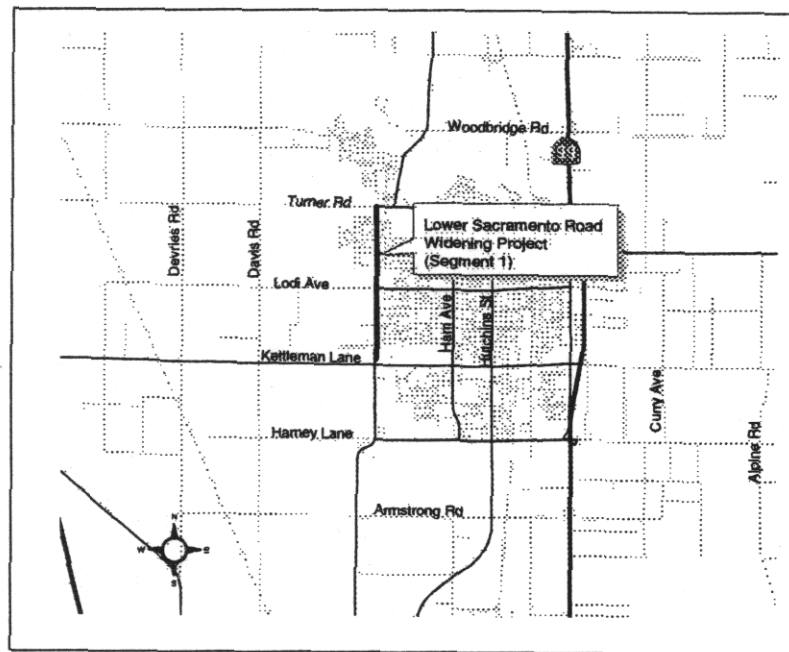 Woodbridge Rd
Turner Rd
Lower Sacramento Road
Widening Project
(Segment 1)
Devries Rd
Davis Rd
Lodi Ave
Ham Ave
Hutchins St
Kettleman Lane
Curry Ave
Harney Lane
Alpine Rd
Armstrong Rd
N
W
E
S